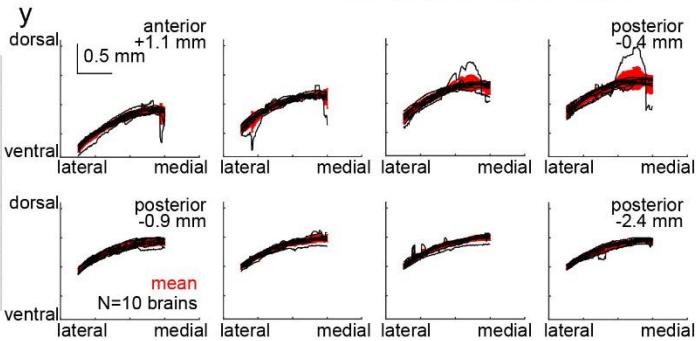 y
dorsal
anterior
+1.1 mm
posterior
-0.4 mm
0.5 mm
ventral
lateral medial lateral medial lateral medial lateral medial
dorsal
posterior
-0.9 mm
posterior
-2.4 mm
mean
N=10 brains
ventral
lateral medial lateral medial lateral medial lateral medial